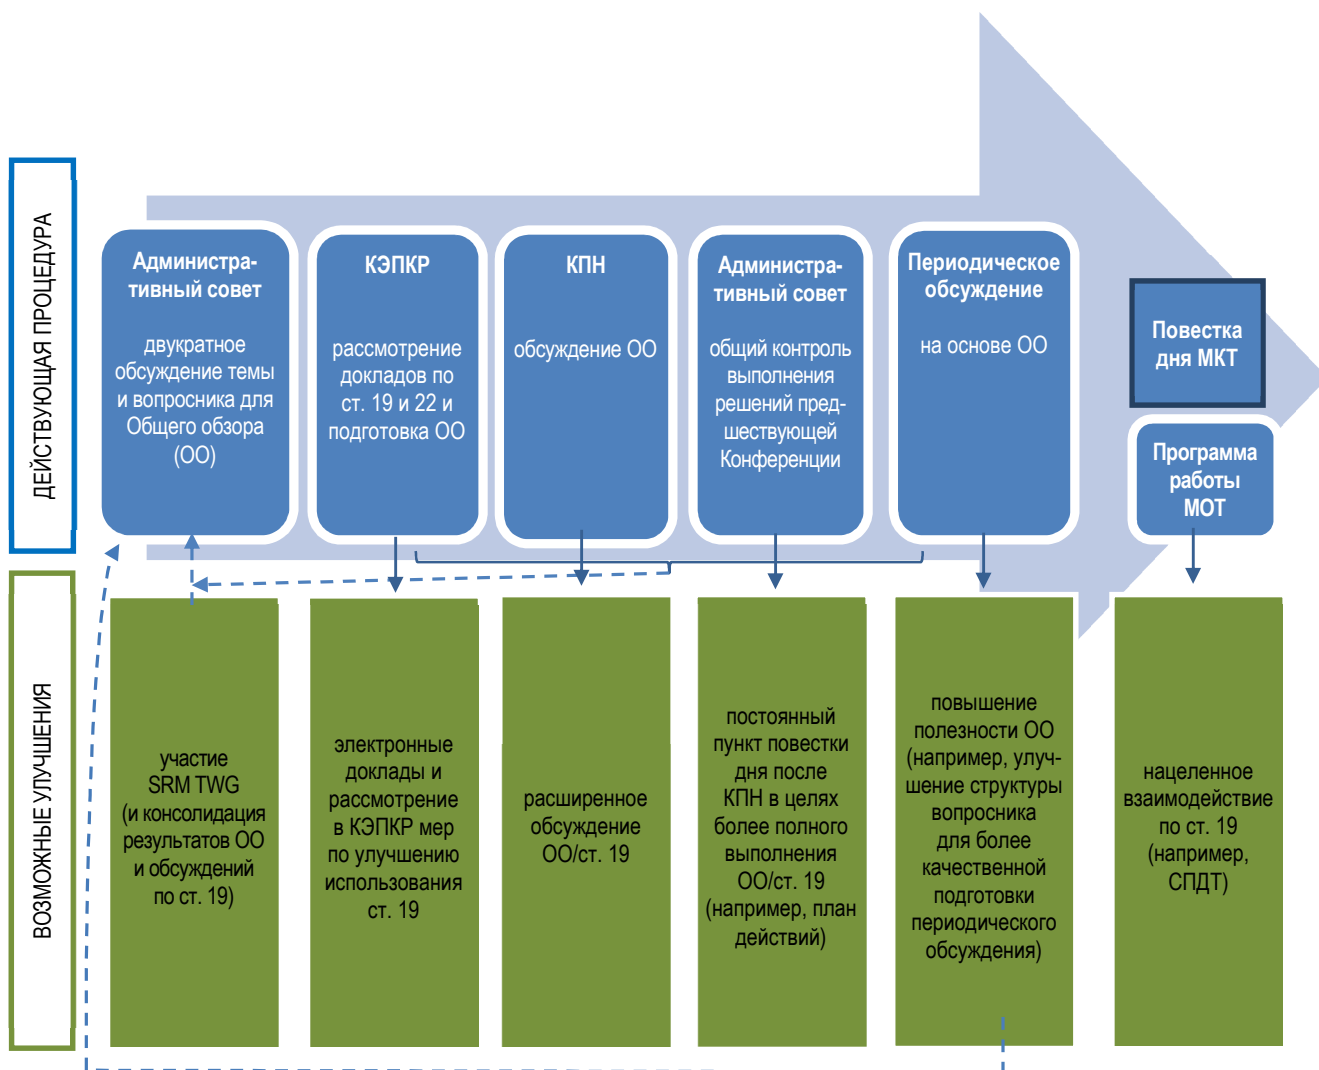 ДЕЙСТВУЮЩАЯ ПРОЦЕДУРА
Администра-
тивный совет
двукратное
обсуждение темы
и вопросника для
Общего обзора
(ОО)
КЭПКР
рассмотрение
докладов по
ст. 19 и 22 и
подготовка ОО
КПН
обсуждение ОО
Администра-
тивный совет
общий контроль
выполнения
решений пред-
шествующей
Конференции
Периодическое
обсуждение
на основе ОО
Повестка
дня МКТ
Программа
работы
МОТ
ВОЗМОЖНЫЕ УЛУЧШЕНИЯ
участие
SRM TWG
(и консолидация
результатов ОО
и обсуждений
по ст. 19)
электронные
доклады и
рассмотрение
в КЭПКР мер
по улучшению
использования
ст. 19
расширенное
обсуждение
ОО/ст. 19
постоянный
пункт повестки
дня после
КПН в целях
более полного
выполнения
ОО/ст. 19
(например, план
действий)
повышение
полезности ОО
(например, улуч-
шение структуры
вопросника
для более
качественной
подготовки
периодического
обсуждения)
нацеленное
взаимодействие
по ст. 19
(например,
СПДТ)